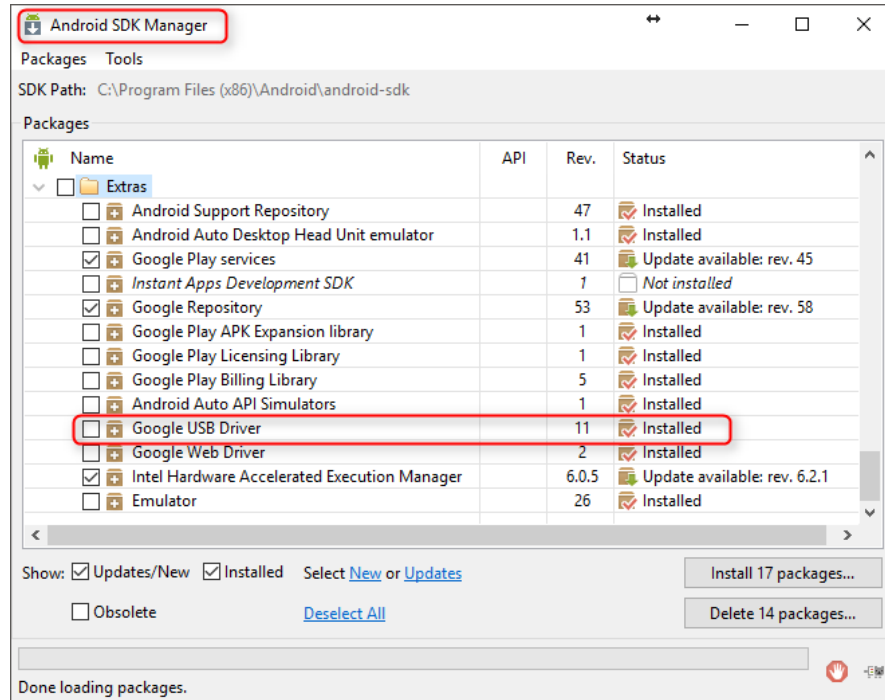 Android SDK Manager
Packages Tools
SDK Path: C:\Program Files (x86)\Android\android-sdk
Packages
Name API Rev. Status
Extras
Android Support Repository 47 Installed
Android Auto Desktop Head Unit emulator 1.1 Installed
Google Play services 41 Update available: rev. 45
Instant Apps Development SDK 1 Not installed
Google Repository 53 Update available: rev. 58
Google Play APK Expansion library 1 Installed
Google Play Licensing Library 1 Installed
Google Play Billing Library 5 Installed
Android Auto API Simulators 1 Installed
Google USB Driver 11 Installed
Google Web Driver 2 Installed
Intel Hardware Accelerated Execution Manager 6.0.5 Update available: rev. 6.2.1
Emulator 26 Installed
Show: Updates/New Installed Select New or Updates Install 17 packages...
Obsolete Deselect All Delete 14 packages...
Done loading packages.